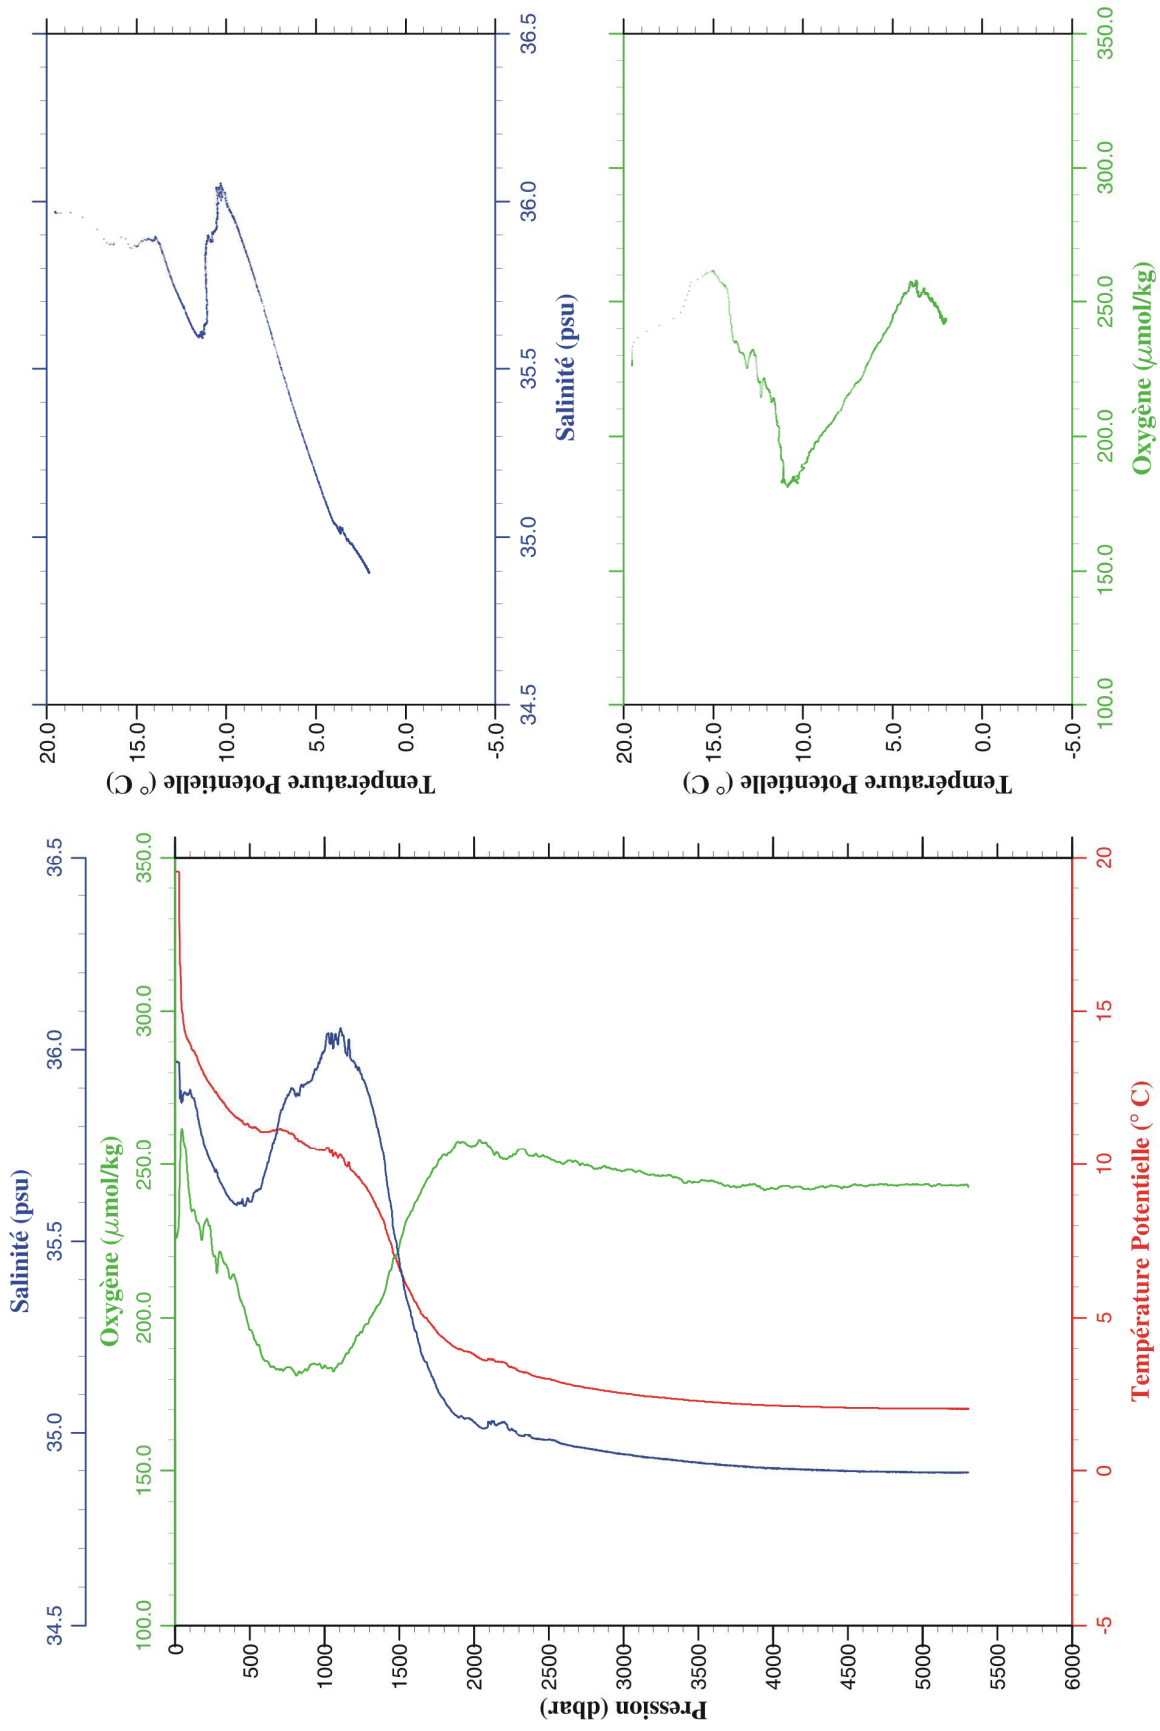 Salinité (psu)
34.5 35.0 35.5 36.0 36.5
Oxygène (μmol/kg)
100.0 150.0 200.0 250.0 300.0 350.0
Pression (dbar)
0
500
1000
1500
2000
2500
3000
3500
4000
4500
5000
5500
6000
-5 0 5 10 15 20
Température Potentielle (° C)
Température Potentielle (° C)
20.0
15.0
10.0
5.0
0.0
-5.0
34.5 35.0 35.5 36.0 36.5
Salinité (psu)
Température Potentielle (° C)
20.0
15.0
10.0
5.0
0.0
-5.0
100.0 150.0 200.0 250.0 300.0 350.0
Oxygène (μmol/kg)